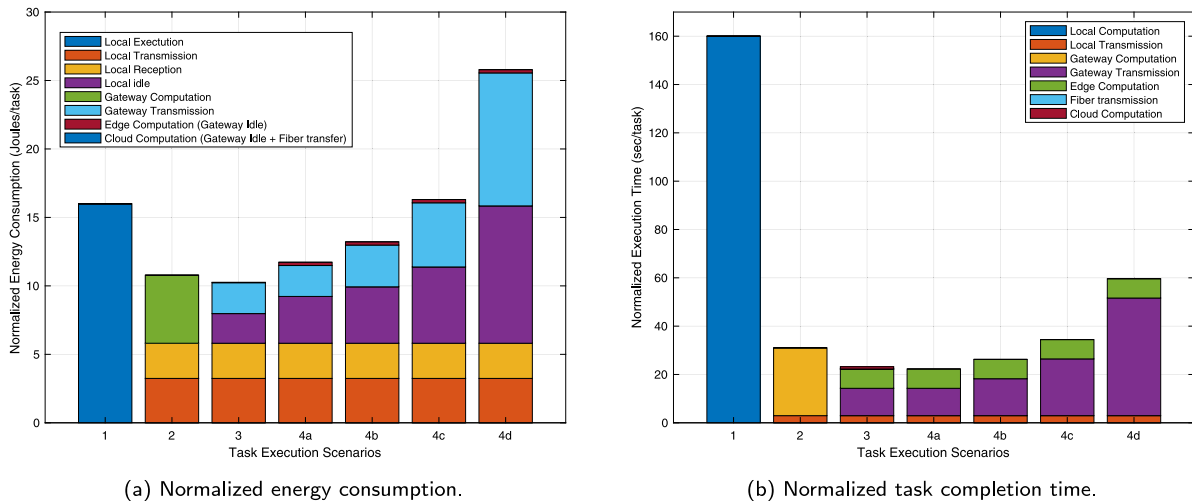 30
25
20
15
10
5
0
Normalized Energy Consumption (Joules/task)
Local Exectution
Local Transmission
Local Reception
Local idle
Gateway Computation
Gateway Transmission
Edge Computation (Gateway Idle)
Cloud Computation (Gateway Idle + Fiber transfer)
1 2 3 4a 4b 4c 4d
Task Execution Scenarios
(a) Normalized energy consumption.
160
140
120
100
80
60
40
20
0
Normalized Execution Time (sec/task)
Local Computation
Local Transmission
Gateway Computation
Gateway Transmission
Edge Computation
Fiber transmission
Cloud Computation
1 2 3 4a 4b 4c 4d
Task Execution Scenarios
(b) Normalized task completion time.